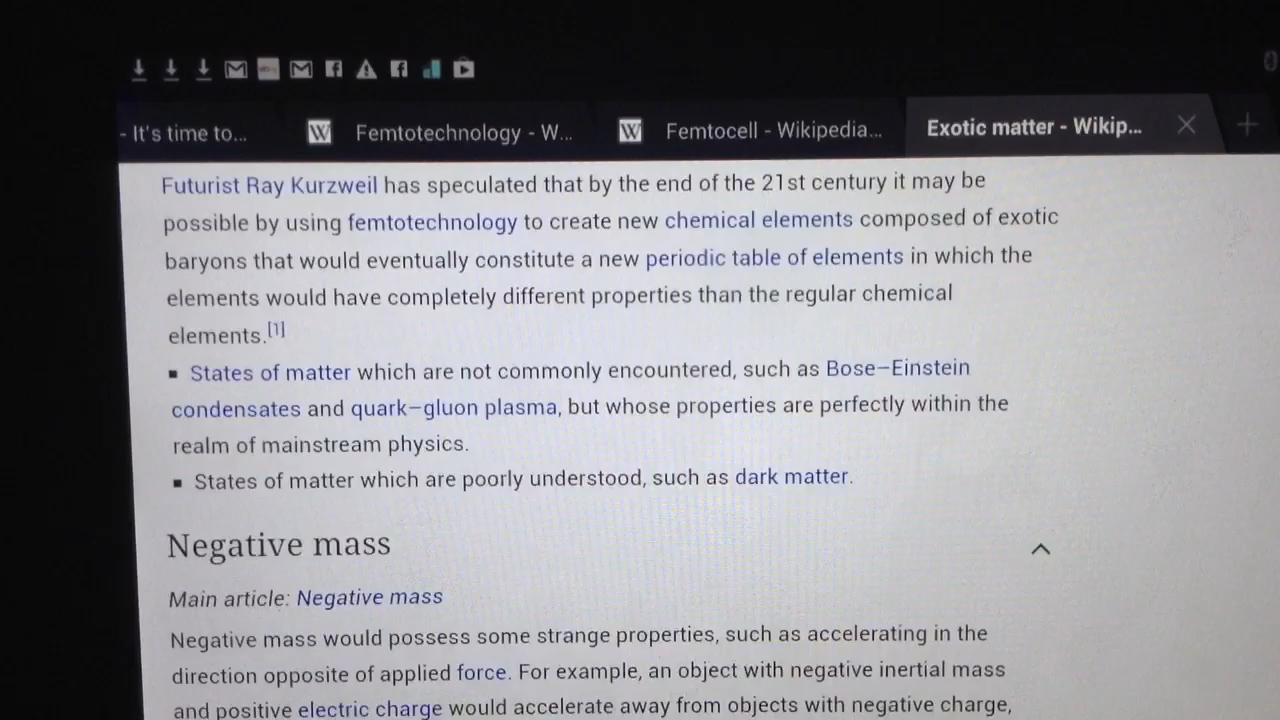 - It's time to...
W
Femtotechnology - W...
W
Femtocell - Wikipedia...
Exotic matter - Wikip...
Futurist Ray Kurzweil has speculated that by the end of the 21st century it may be
possible by using femtotechnology to create new chemical elements composed of exotic
baryons that would eventually constitute a new periodic table of elements in which the
elements would have completely different properties than the regular chemical
elements.[1]
▪ States of matter which are not commonly encountered, such as Bose–Einstein
condensates and quark–gluon plasma, but whose properties are perfectly within the
realm of mainstream physics.
▪ States of matter which are poorly understood, such as dark matter.
Negative mass
Main article: Negative mass
Negative mass would possess some strange properties, such as accelerating in the
direction opposite of applied force. For example, an object with negative inertial mass
and positive electric charge would accelerate away from objects with negative charge,